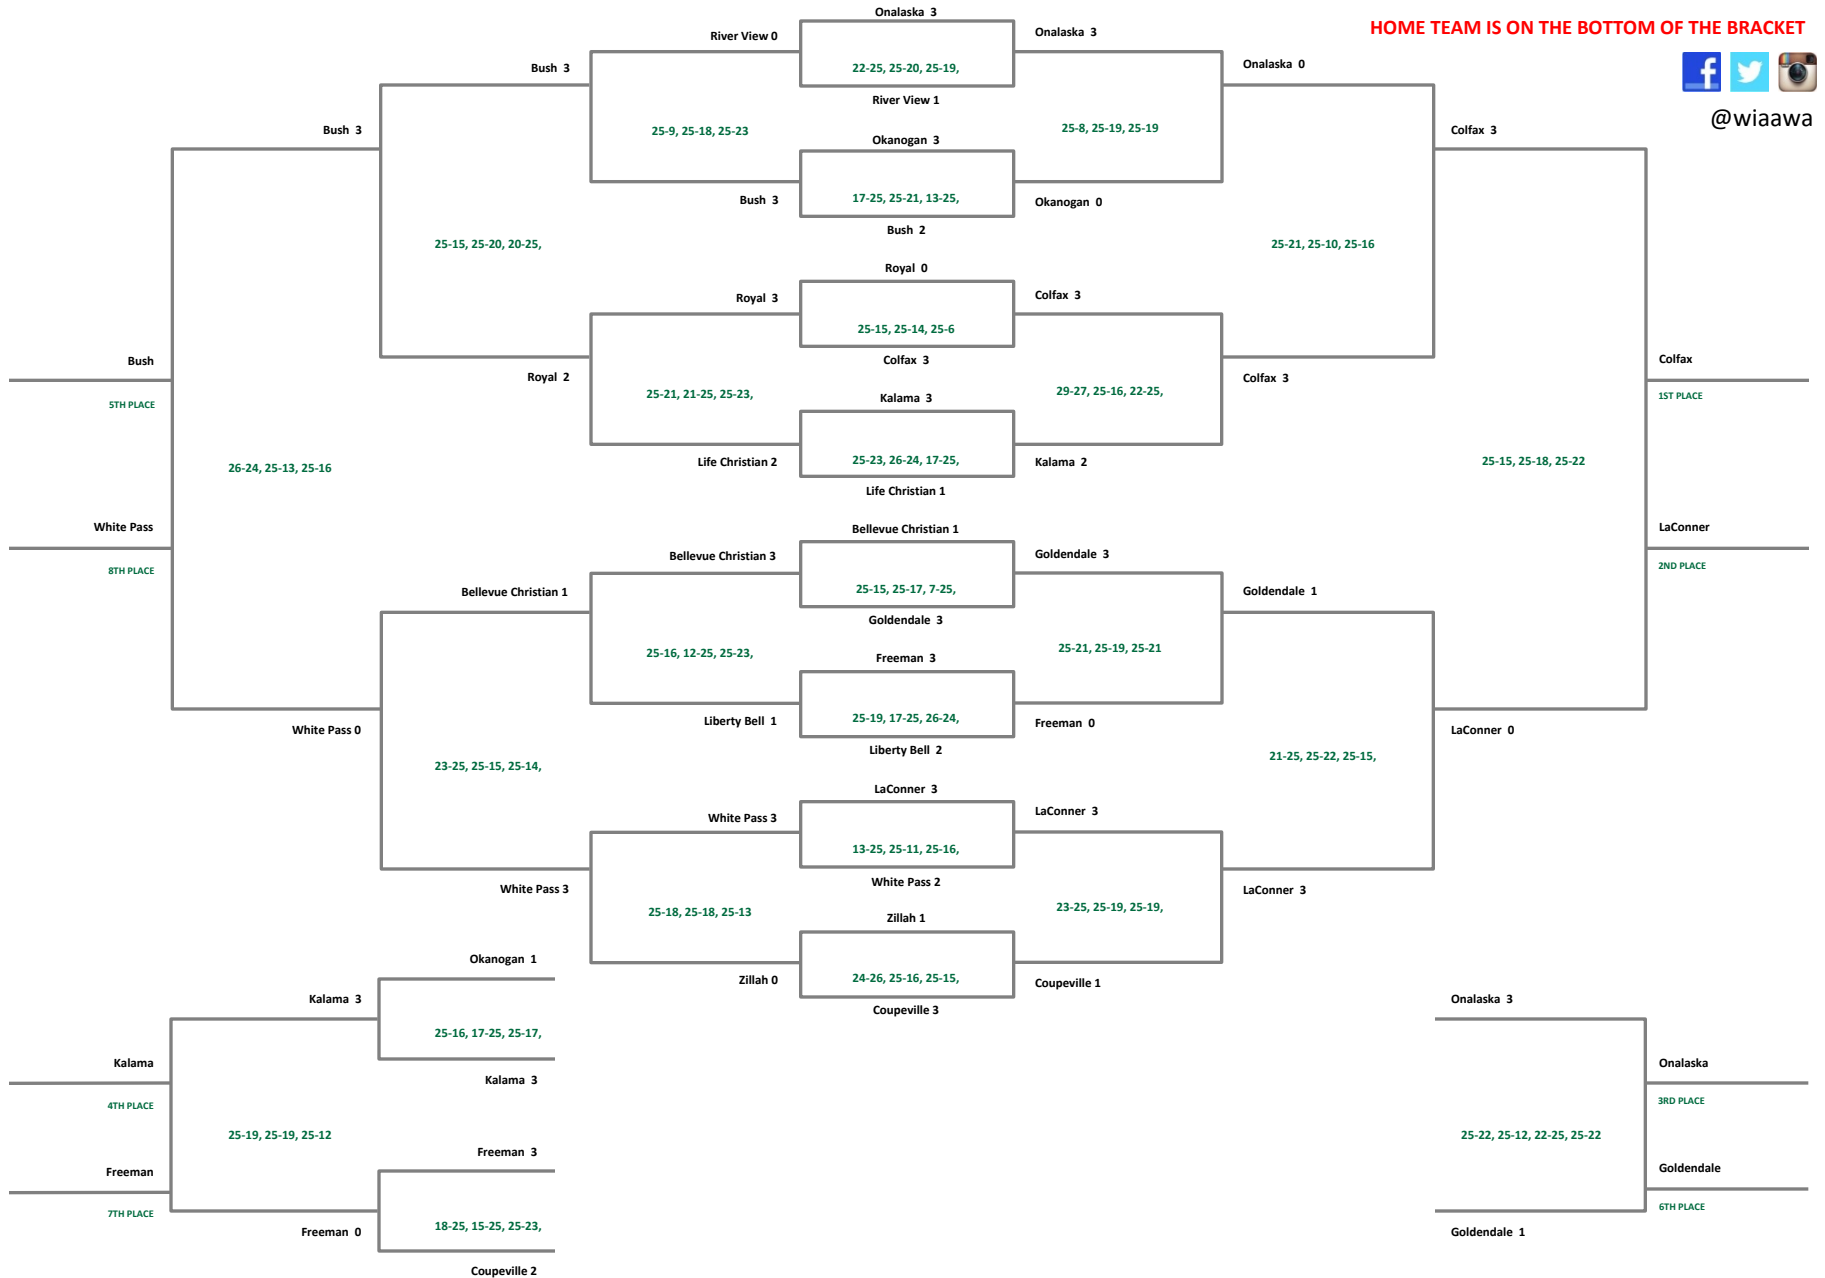 HOME TEAM IS ON THE BOTTOM OF THE BRACKET
@wiaawa
Onalaska 3
22-25, 25-20, 25-19,
River View 1
Okanogan 3
17-25, 25-21, 13-25,
Bush 2
Royal 0
25-15, 25-14, 25-6
Colfax 3
Kalama 3
25-23, 26-24, 17-25,
Life Christian 1
Bellevue Christian 1
25-15, 25-17, 7-25,
Goldendale 3
Freeman 3
25-19, 17-25, 26-24,
Liberty Bell 2
LaConner 3
13-25, 25-11, 25-16,
White Pass 2
Zillah 1
24-26, 25-16, 25-15,
Coupeville 3
River View 0
25-9, 25-18, 25-23
Bush 3
Royal 3
25-21, 21-25, 25-23,
Life Christian 2
Bellevue Christian 3
25-16, 12-25, 25-23,
Liberty Bell 1
White Pass 3
25-18, 25-18, 25-13
Zillah 0
Bush 3
25-15, 25-20, 20-25,
Royal 2
Bellevue Christian 1
23-25, 25-15, 25-14,
White Pass 3
Bush 3
26-24, 25-13, 25-16
White Pass 0
Bush
5TH PLACE
White Pass
8TH PLACE
Onalaska 3
25-8, 25-19, 25-19
Okanogan 0
Colfax 3
29-27, 25-16, 22-25,
Kalama 2
Goldendale 3
25-21, 25-19, 25-21
Freeman 0
LaConner 3
23-25, 25-19, 25-19,
Coupeville 1
Onalaska 0
25-21, 25-10, 25-16
Colfax 3
Goldendale 1
21-25, 25-22, 25-15,
LaConner 3
Colfax 3
25-15, 25-18, 25-22
LaConner 0
Colfax
1ST PLACE
LaConner
2ND PLACE
Okanogan 1
25-16, 17-25, 25-17,
Kalama 3
Freeman 3
18-25, 15-25, 25-23,
Coupeville 2
Kalama 3
25-19, 25-19, 25-12
Freeman 0
Kalama
4TH PLACE
Freeman
7TH PLACE
Onalaska 3
25-22, 25-12, 22-25, 25-22
Goldendale 1
Onalaska
3RD PLACE
Goldendale
6TH PLACE